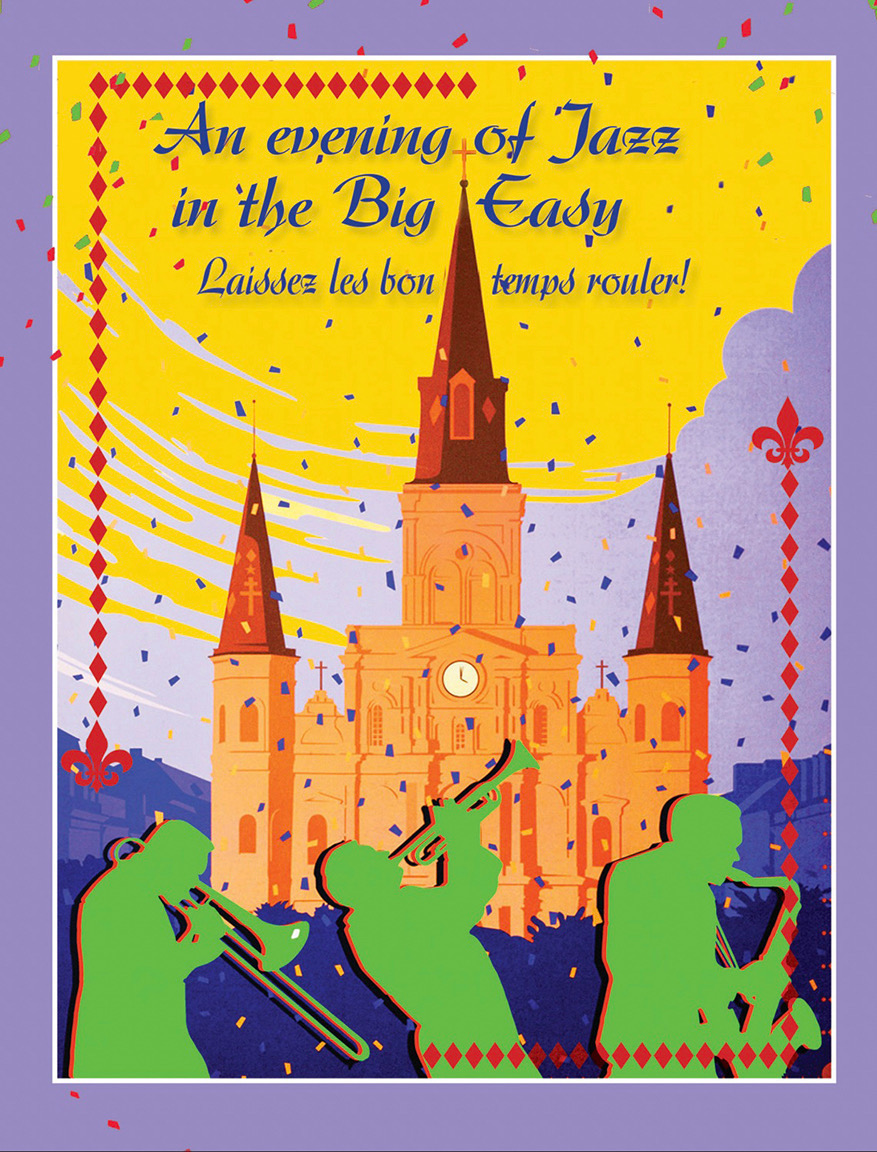 An evening of Jazz
in the Big Easy
Laissez les bon temps rouler!